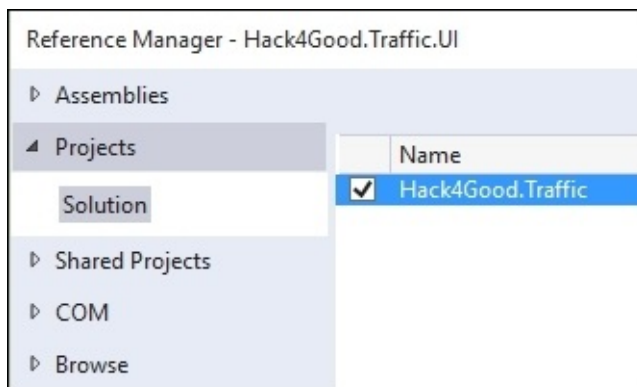 Reference Manager - Hack4Good.Traffic.UI
Assemblies
Projects
Solution
Shared Projects
COM
Browse
Name
Hack4Good.Traffic